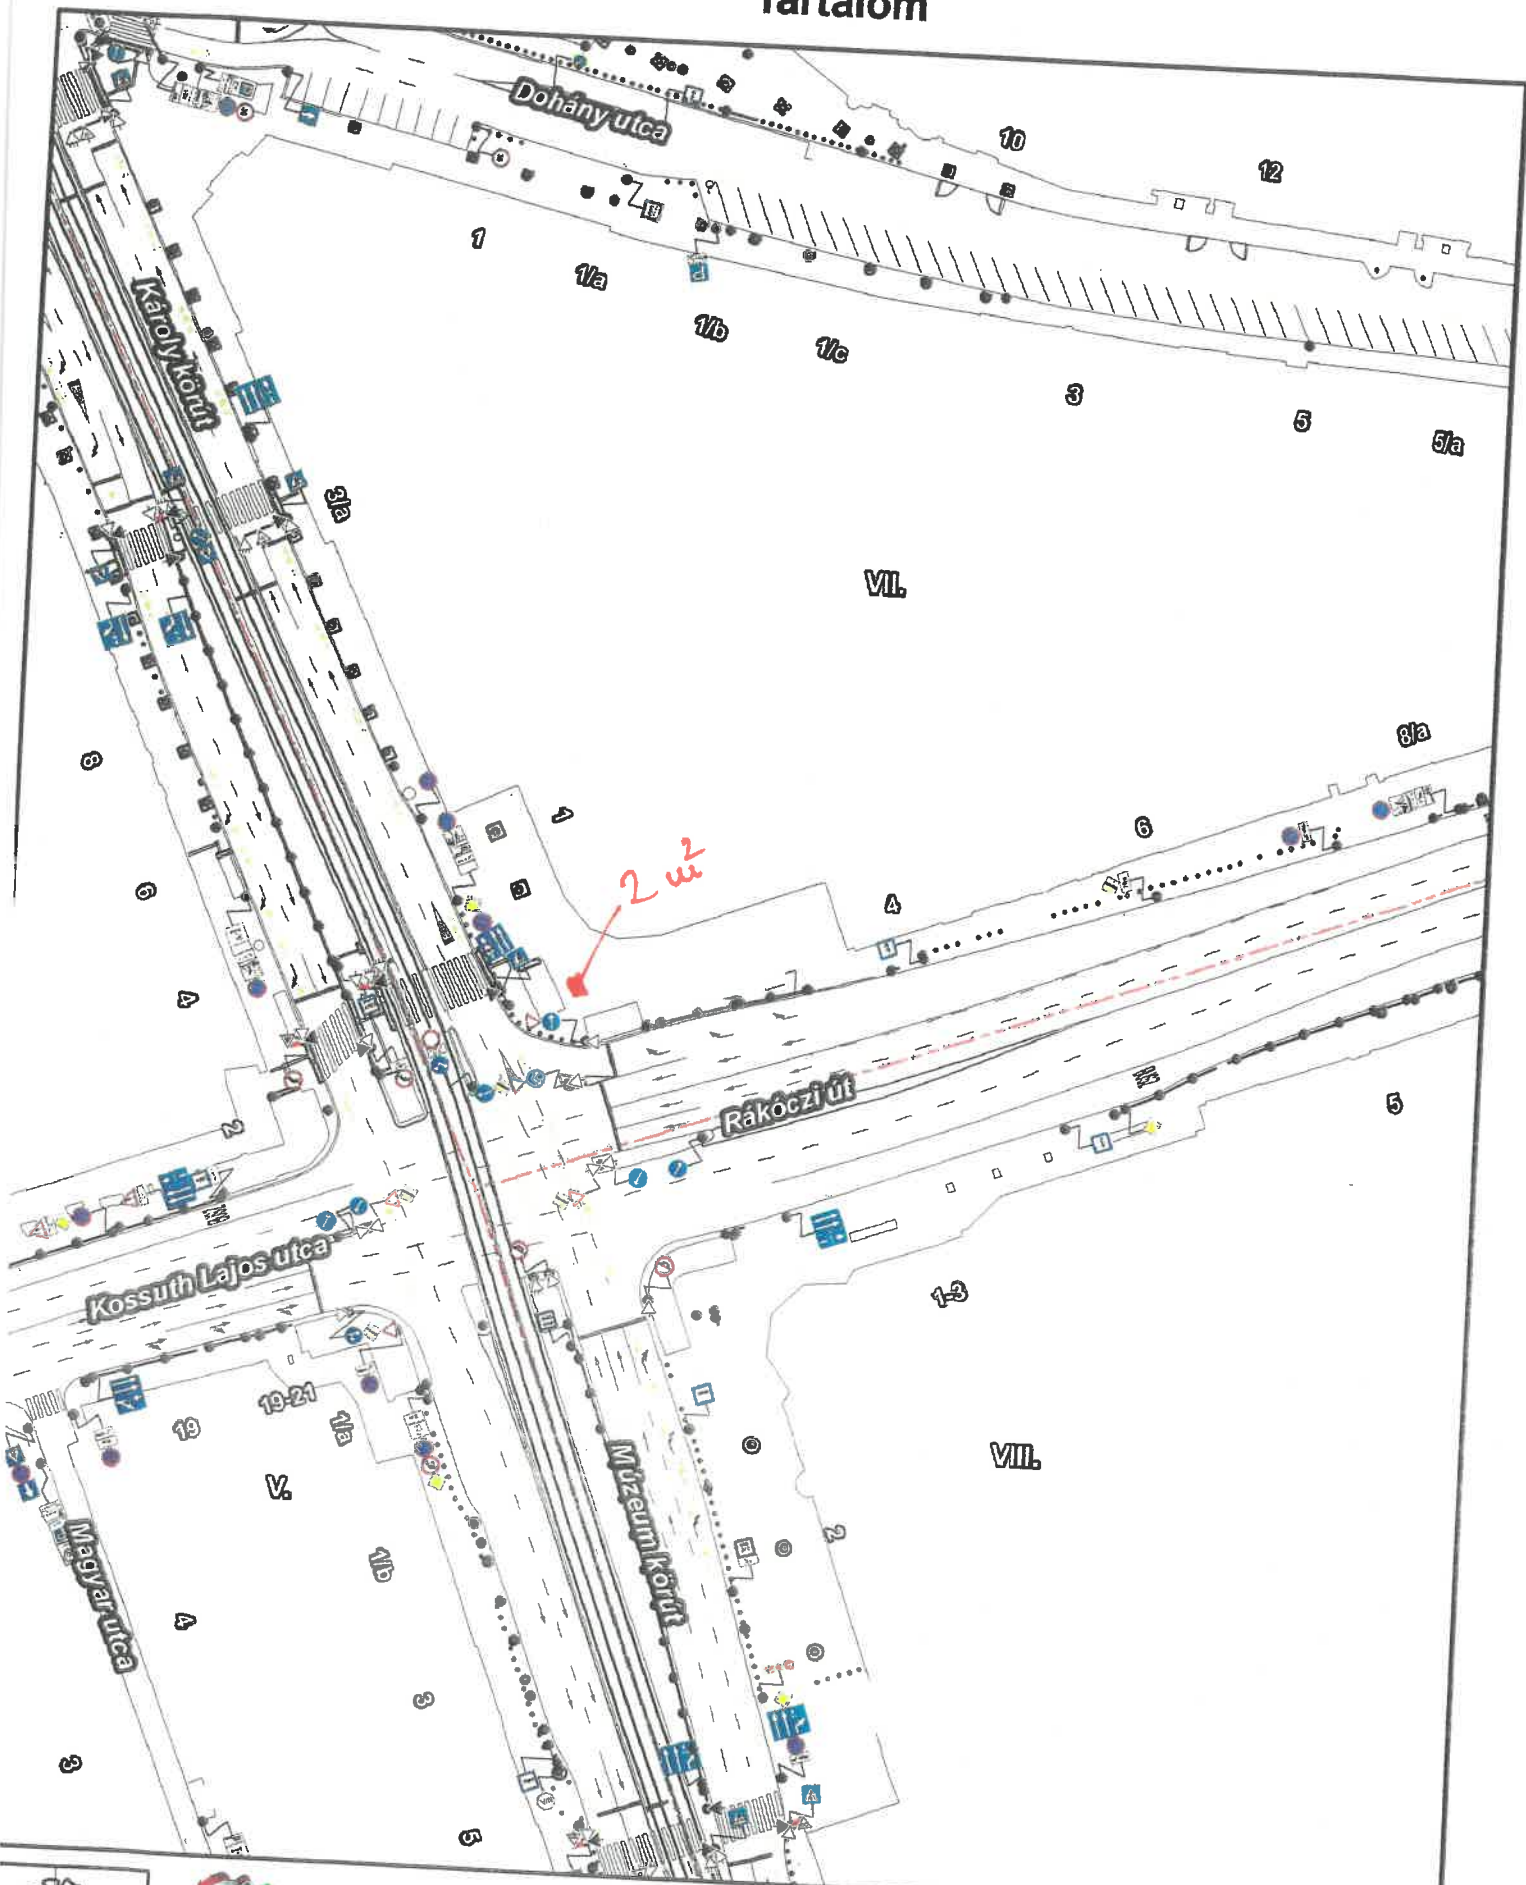 Tartalom
Dohány utca
10
12
1
1/a
1/b
1/c
3
5
5/a
Károly körút
3/a
VII.
8
6
4
2
1
2 m²
4
6
8/a
Rákóczi út
5
Kossuth Lajos utca
1-3
19
19-21
1/a
V.
VIII.
Múzeum körút
2
Magyar utca
1/b
4
3
3
5